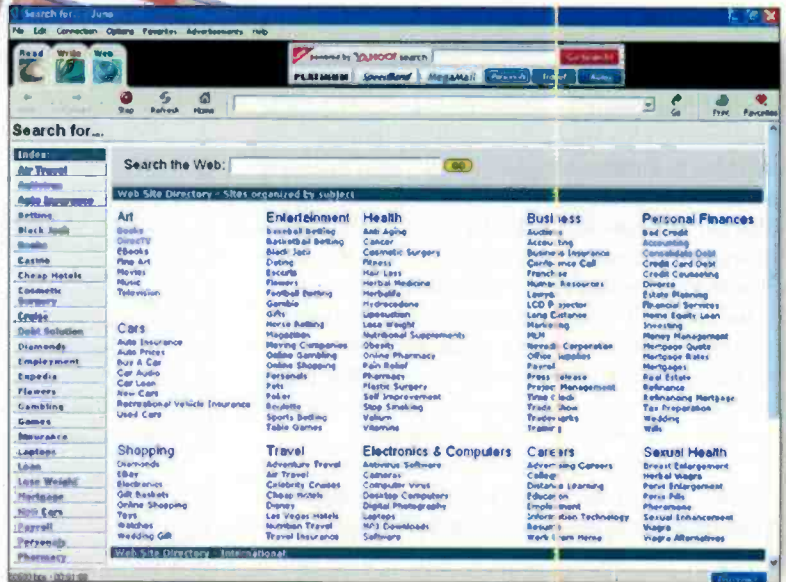 Search for... Juno
File Edit Connection Options Favorites Advertisements Help
Read Write Web
powered by YAHOO! search
PLATINUM SpeedBand MegaMail Personals Travel Autos
Stop Refresh Home Go Print Favorites
Search for...
Index:
Air Travel
Antivirus
Auto Insurance
Betting
Black Jack
Books
Casino
Cheap Hotels
Cosmetic
Surgery
Cruise
Debt Solution
Diamonds
Employment
Expedia
Flowers
Gambling
Games
Insurance
Laptops
Loan
Lose Weight
Mortgage
New Cars
Payroll
Personals
Pharmacy
Search the Web: GO
Web Site Directory - Sites organized by subject
Art
Books
DirecTV
EBooks
Fine Art
Movies
Music
Television
Cars
Auto Insurance
Auto Prices
Buy A Car
Car Audio
Car Loan
New Cars
Recreational Vehicle Insurance
Used Cars
Entertainment
Baseball Betting
Basketball Betting
Black Jack
Dating
Escorts
Flowers
Football Betting
Gamble
Gifts
Horse Betting
Magazines
Moving Companies
Online Gambling
Online Shopping
Personals
Pets
Poker
Roulette
Sports Betting
Table Games
Health
Anti Aging
Cancer
Cosmetic Surgery
Fitness
Hair Loss
Herbal Medicine
Herbalife
Hydrocodone
Liposuction
Lose Weight
Nutritional Supplements
Obesity
Online Pharmacy
Pain Relief
Pharmacy
Plastic Surgery
Self Improvement
Stop Smoking
Valium
Vitamins
Business
Auctions
Accounting
Business Insurance
Conference Call
Franchise
Human Resources
Lawyer
LCD Projector
Long Distance
Marketing
MLM
Nevada Corporation
Office Supplies
Payroll
Press Release
Project Management
Time Clock
Trade Show
Trademarks
Training
Personal Finances
Bad Credit
Accounting
Consolidate Debt
Credit Card Debt
Credit Counseling
Divorce
Estate Planning
Financial Services
Home Equity Loan
Investing
Money Management
Mortgage Quote
Mortgage Rates
Mortgages
Real Estate
Refinance
Refinancing Mortgage
Tax Preparation
Wedding
Wills
Shopping
Diamonds
EBay
Electronics
Gift Baskets
Online Shopping
Toys
Watches
Wedding Gift
Travel
Adventure Travel
Air Travel
Celebrity Cruises
Cheap Hotels
Disney
Las Vegas Hotels
Nutrition Travel
Travel Insurance
Electronics & Computers
Antivirus Software
Cameras
Computer Virus
Desktop Computers
Digital Photography
Laptops
MP3 Downloads
Software
Careers
Advertising Careers
College
Distance Learning
Education
Employment
Information Technology
Resume
Work From Home
Sexual Health
Breast Enlargement
Herbal Viagra
Penis Enlargement
Penis Pills
Pheromone
Sexual Enhancement
Viagra
Viagra Alternatives
Web Site Directory - International